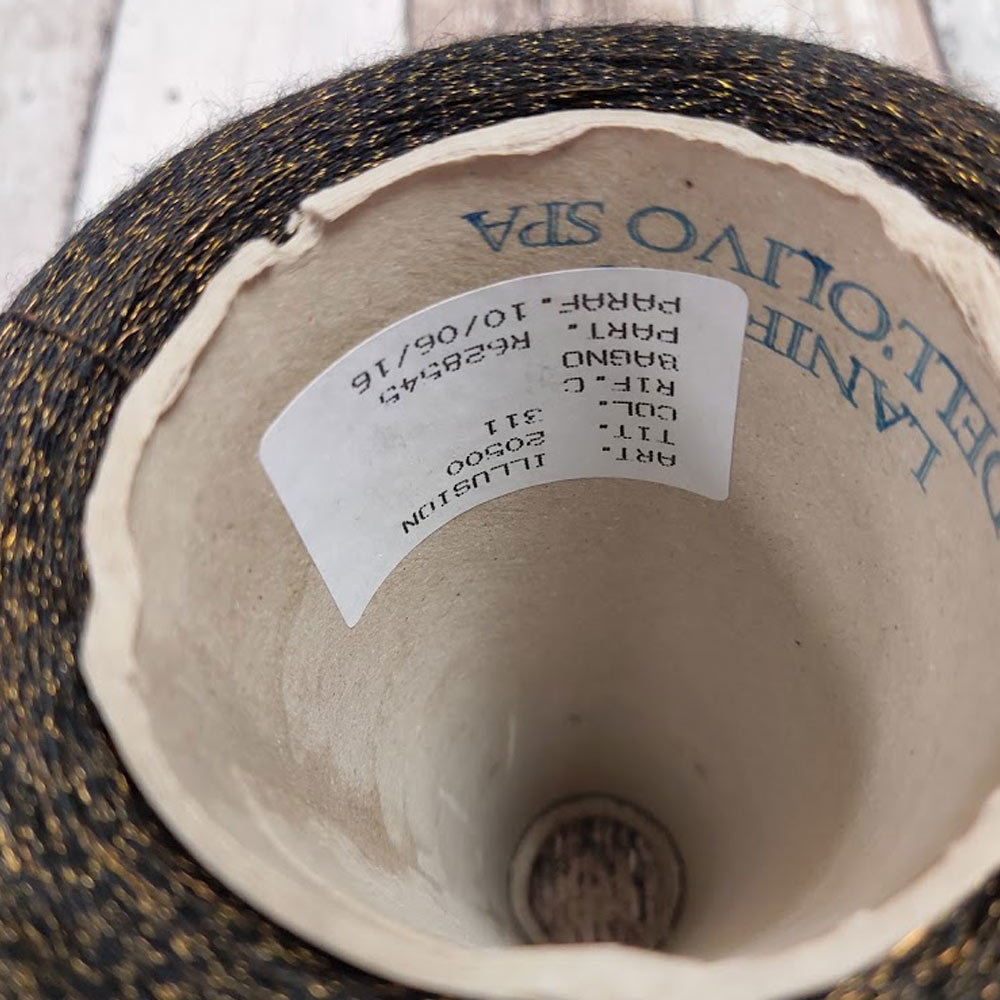 LANIF
DELL'OLIVO SPA
ART. ILLUSION
TIT. 20500
COL. 311
RIF.C
BAGNO
PART. R628545
PARAF. 10/06/16